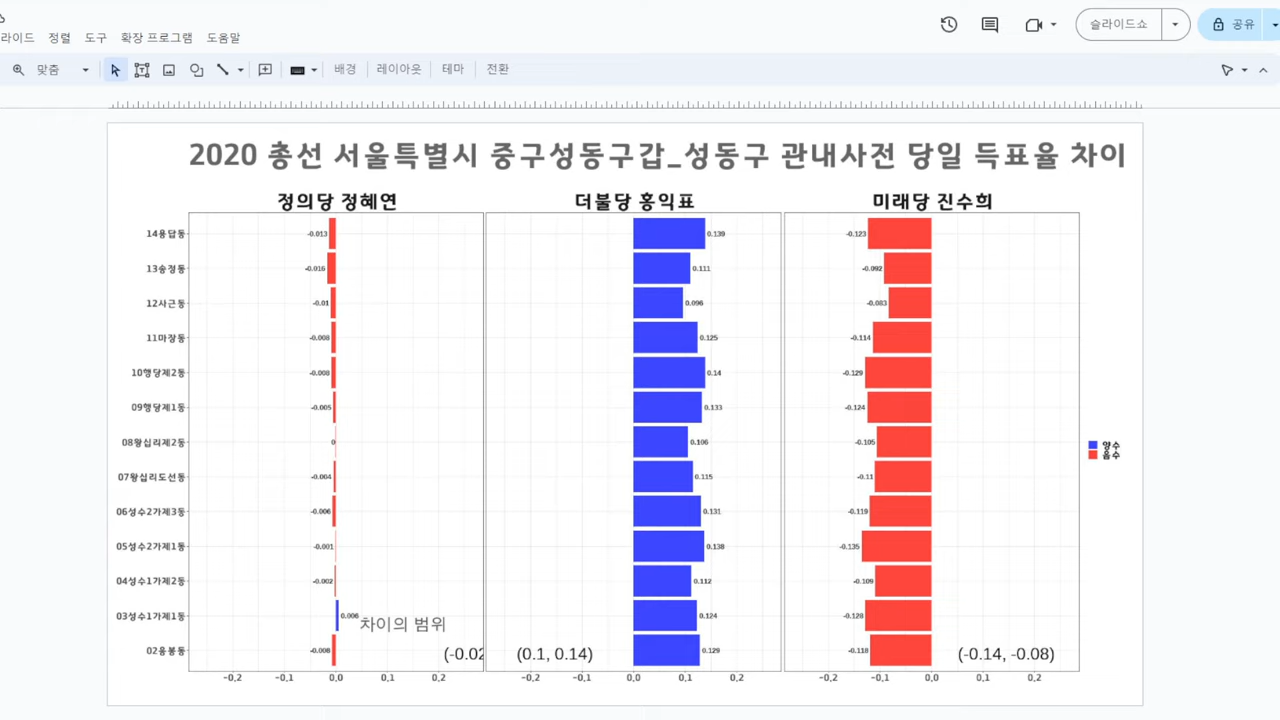 라이드 정렬 도구 확장 프로그램 도움말
슬라이드쇼
공유
맞춤 배경 레이아웃 테마 전환
2020 총선 서울특별시 중구성동구갑_성동구 관내사전 당일 득표율 차이
정의당 정혜연 더불당 홍익표 미래당 진수희
14용답동 -0.013 0.139 -0.123
13송정동 -0.016 0.111 -0.092
12사근동 -0.01 0.096 -0.083
11마장동 -0.008 0.125 -0.114
10행당제2동 -0.008 0.14 -0.129
09행당제1동 -0.005 0.133 -0.124
08왕십리제2동 0 0.106 -0.105
07왕십리도선동 -0.004 0.115 -0.11
06성수2가제3동 -0.006 0.131 -0.119
05성수2가제1동 -0.001 0.138 -0.135
04성수1가제2동 -0.002 0.112 -0.109
03성수1가제1동 0.006 0.124 -0.128
02응봉동 -0.008 0.129 -0.118
차이의 범위
(-0.02 (0.1, 0.14) (-0.14, -0.08)
-0,2 -0,1 0,0 0,1 0,2 -0,2 -0,1 0,0 0,1 0,2 -0,2 -0,1 0,0 0,1 0,2
양수
음수